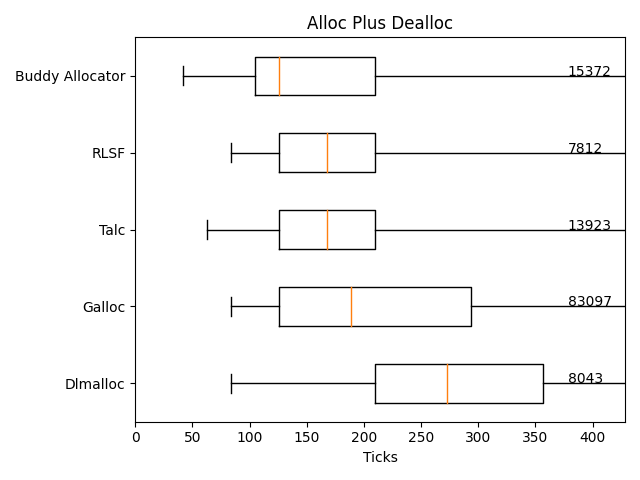 Alloc Plus Dealloc
Buddy Allocator 15372
RLSF 7812
Talc 13923
Galloc 83097
Dlmalloc 8043
0 50 100 150 200 250 300 350 400
Ticks